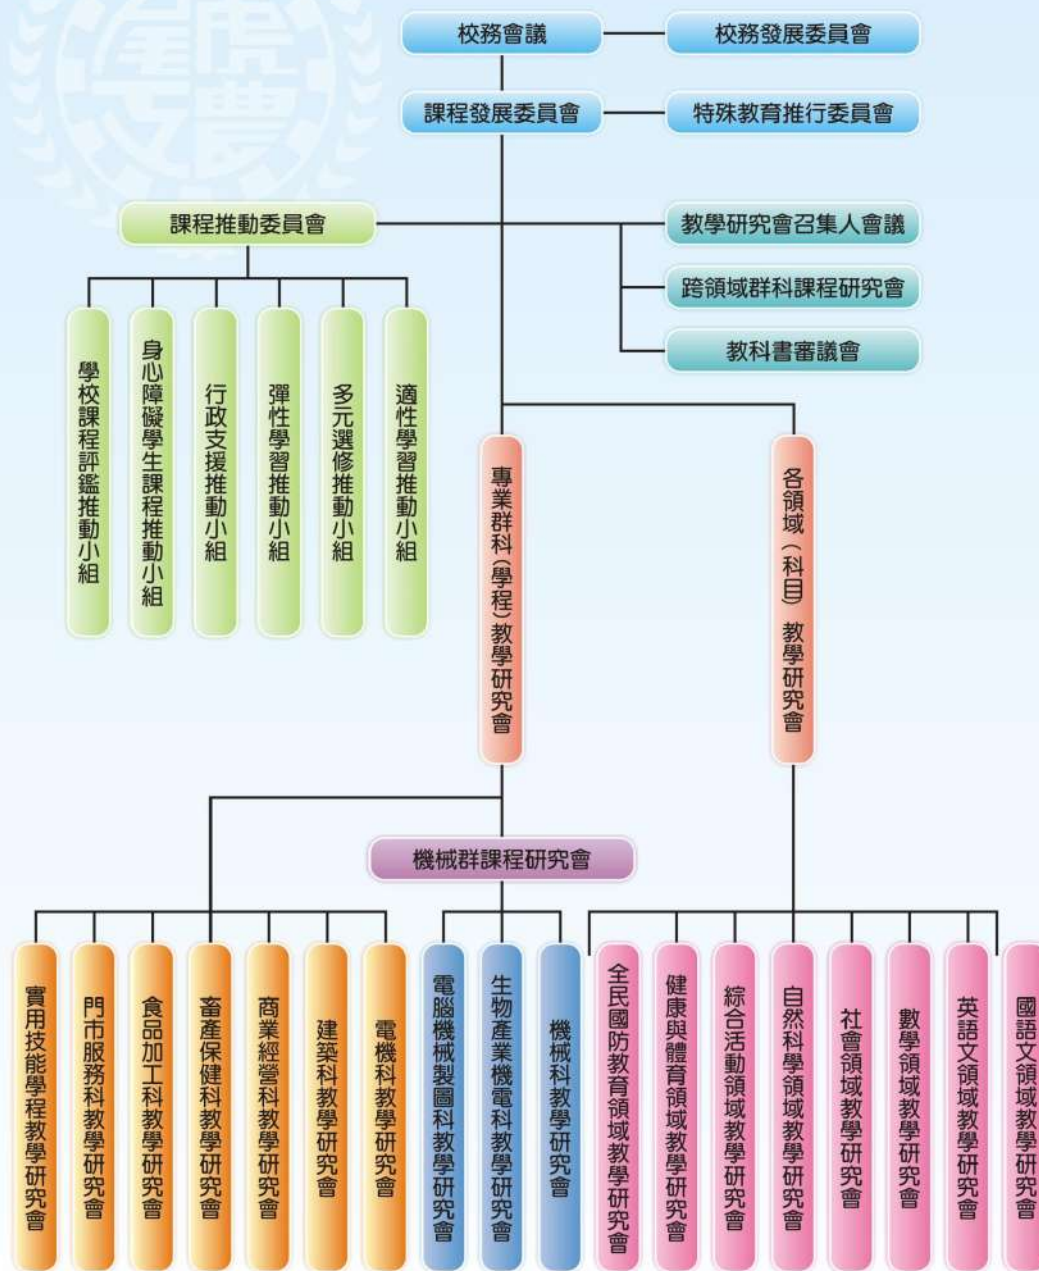 校務會議
校務發展委員會
課程發展委員會
特殊教育推行委員會
課程推動委員會
教學研究會召集人會議
跨領域群科課程研究會
教科書審議會
學校課程評鑑推動小組
身心障礙學生課程推動小組
行政支援推動小組
彈性學習推動小組
多元選修推動小組
適性學習推動小組
專業群科(學程)教學研究會
各領域(科目)教學研究會
機械群課程研究會
實用技能學程教學研究會
門市服務科教學研究會
食品加工科教學研究會
畜產保健科教學研究會
商業經營科教學研究會
建築科教學研究會
電機科教學研究會
電腦機械製圖科教學研究會
生物產業機電科教學研究會
機械科教學研究會
全民國防教育領域教學研究會
健康與體育領域教學研究會
綜合活動領域教學研究會
自然科學領域教學研究會
社會領域教學研究會
數學領域教學研究會
英語文領域教學研究會
國語文領域教學研究會